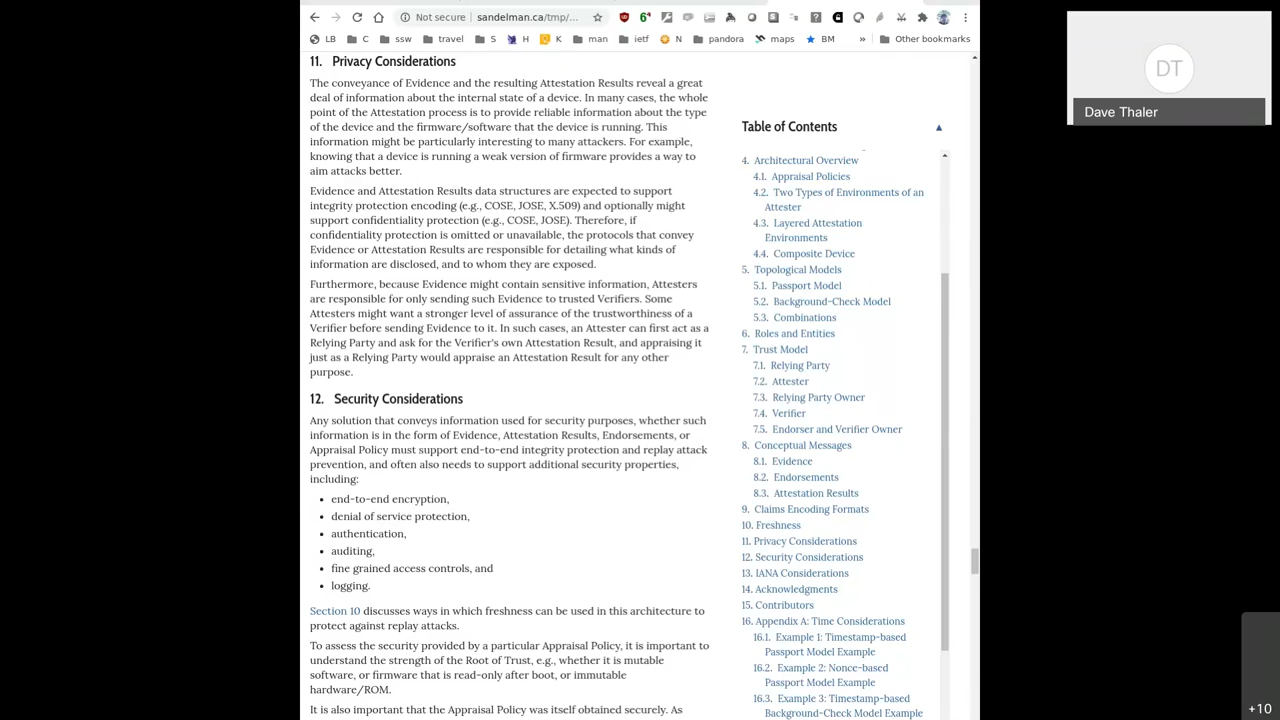 Not secure | sandelman.ca/tmp/...
LB C ssw travel S H K man ietf N pandora maps BM » Other bookmarks
11. Privacy Considerations
The conveyance of Evidence and the resulting Attestation Results reveal a great
deal of information about the internal state of a device. In many cases, the whole
point of the Attestation process is to provide reliable information about the type
of the device and the firmware/software that the device is running. This
information might be particularly interesting to many attackers. For example,
knowing that a device is running a weak version of firmware provides a way to
aim attacks better.
Evidence and Attestation Results data structures are expected to support
integrity protection encoding (e.g., COSE, JOSE, X.509) and optionally might
support confidentiality protection (e.g., COSE, JOSE). Therefore, if
confidentiality protection is omitted or unavailable, the protocols that convey
Evidence or Attestation Results are responsible for detailing what kinds of
information are disclosed, and to whom they are exposed.
Furthermore, because Evidence might contain sensitive information, Attesters
are responsible for only sending such Evidence to trusted Verifiers. Some
Attesters might want a stronger level of assurance of the trustworthiness of a
Verifier before sending Evidence to it. In such cases, an Attester can first act as a
Relying Party and ask for the Verifier's own Attestation Result, and appraising it
just as a Relying Party would appraise an Attestation Result for any other
purpose.
12. Security Considerations
Any solution that conveys information used for security purposes, whether such
information is in the form of Evidence, Attestation Results, Endorsements, or
Appraisal Policy must support end-to-end integrity protection and replay attack
prevention, and often also needs to support additional security properties,
including:
• end-to-end encryption,
• denial of service protection,
• authentication,
• auditing,
• fine grained access controls, and
• logging.
Section 10 discusses ways in which freshness can be used in this architecture to
protect against replay attacks.
To assess the security provided by a particular Appraisal Policy, it is important to
understand the strength of the Root of Trust, e.g., whether it is mutable
software, or firmware that is read-only after boot, or immutable
hardware/ROM.
It is also important that the Appraisal Policy was itself obtained securely. As
Table of Contents
4. Architectural Overview
4.1. Appraisal Policies
4.2. Two Types of Environments of an
Attester
4.3. Layered Attestation
Environments
4.4. Composite Device
5. Topological Models
5.1. Passport Model
5.2. Background-Check Model
5.3. Combinations
6. Roles and Entities
7. Trust Model
7.1. Relying Party
7.2. Attester
7.3. Relying Party Owner
7.4. Verifier
7.5. Endorser and Verifier Owner
8. Conceptual Messages
8.1. Evidence
8.2. Endorsements
8.3. Attestation Results
9. Claims Encoding Formats
10. Freshness
11. Privacy Considerations
12. Security Considerations
13. IANA Considerations
14. Acknowledgments
15. Contributors
16. Appendix A: Time Considerations
16.1. Example 1: Timestamp-based
Passport Model Example
16.2. Example 2: Nonce-based
Passport Model Example
16.3. Example 3: Timestamp-based
Background-Check Model Example
DT
Dave Thaler
+10